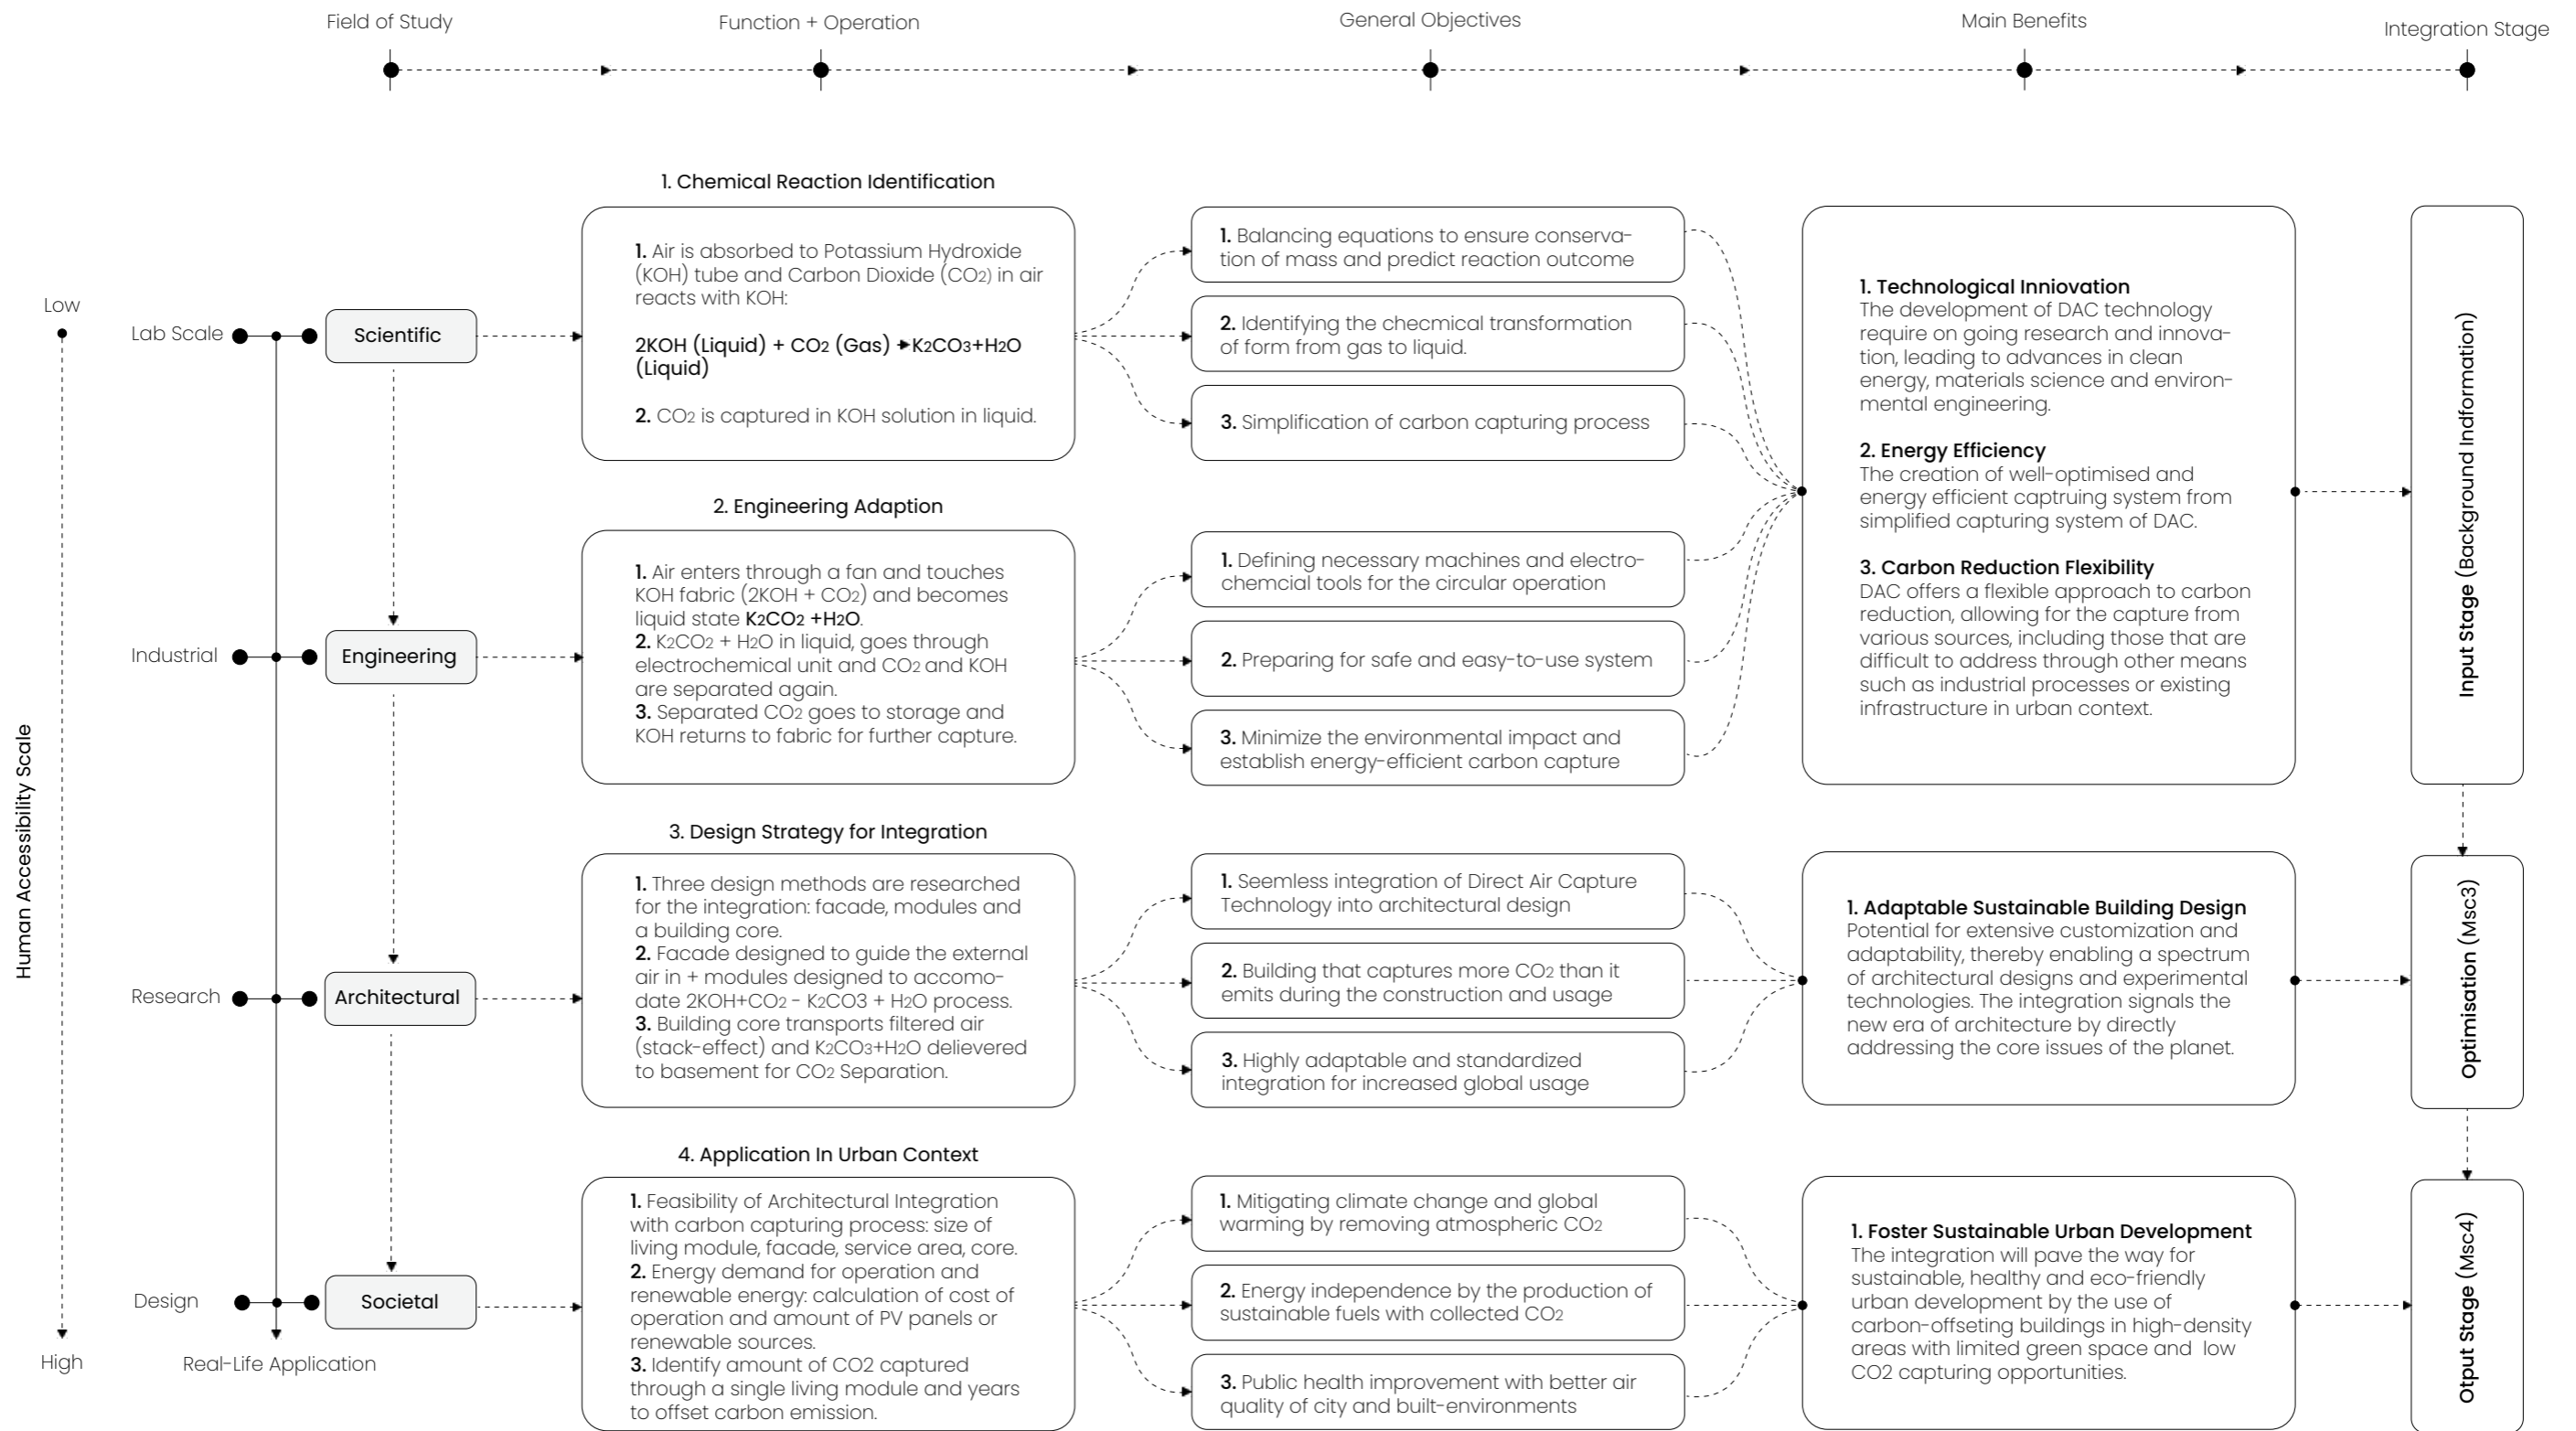 Field of Study
Function + Operation
General Objectives
Main Benefits
Integration Stage
Human Accessibility Scale
Low
High
Lab Scale
Scientific
1. Chemical Reaction Identification
1. Air is absorbed to Potassium Hydroxide
(KOH) tube and Carbon Dioxide (CO2) in air
reacts with KOH:
2KOH (Liquid) + CO2 (Gas) → K2CO3+H2O
(Liquid)
2. CO2 is captured in KOH solution in liquid.
1. Balancing equations to ensure conserva-
tion of mass and predict reaction outcome
2. Identifying the checmical transformation
of form from gas to liquid.
3. Simplification of carbon capturing process
Industrial
Engineering
2. Engineering Adaption
1. Air enters through a fan and touches
KOH fabric (2KOH + CO2) and becomes
liquid state K2CO2 +H2O.
2. K2CO2 + H2O in liquid, goes through
electrochemical unit and CO2 and KOH
are separated again.
3. Separated CO2 goes to storage and
KOH returns to fabric for further capture.
1. Defining necessary machines and electro-
chemcial tools for the circular operation
2. Preparing for safe and easy-to-use system
3. Minimize the environmental impact and
establish energy-efficient carbon capture
1. Technological Inniovation
The development of DAC technology
require on going research and innova-
tion, leading to advances in clean
energy, materials science and environ-
mental engineering.
2. Energy Efficiency
The creation of well-optimised and
energy efficient captruing system from
simplified capturing system of DAC.
3. Carbon Reduction Flexibility
DAC offers a flexible approach to carbon
reduction, allowing for the capture from
various sources, including those that are
difficult to address through other means
such as industrial processes or existing
infrastructure in urban context.
Input Stage (Background Indformation)
Research
Architectural
3. Design Strategy for Integration
1. Three design methods are researched
for the integration: facade, modules and
a building core.
2. Facade designed to guide the external
air in + modules designed to accomo-
date 2KOH+CO2 - K2CO3 + H2O process.
3. Building core transports filtered air
(stack-effect) and K2CO3+H2O delievered
to basement for CO2 Separation.
1. Seemless integration of Direct Air Capture
Technology into architectural design
2. Building that captures more CO2 than it
emits during the construction and usage
3. Highly adaptable and standardized
integration for increased global usage
1. Adaptable Sustainable Building Design
Potential for extensive customization and
adaptability, thereby enabling a spectrum
of architectural designs and experimental
technologies. The integration signals the
new era of architecture by directly
addressing the core issues of the planet.
Optimisation (Msc3)
Design
Societal
Real-Life Application
4. Application In Urban Context
1. Feasibility of Architectural Integration
with carbon capturing process: size of
living module, facade, service area, core.
2. Energy demand for operation and
renewable energy: calculation of cost of
operation and amount of PV panels or
renewable sources.
3. Identify amount of CO2 captured
through a single living module and years
to offset carbon emission.
1. Mitigating climate change and global
warming by removing atmospheric CO2
2. Energy independence by the production of
sustainable fuels with collected CO2
3. Public health improvement with better air
quality of city and built-environments
1. Foster Sustainable Urban Development
The integration will pave the way for
sustainable, healthy and eco-friendly
urban development by the use of
carbon-offseting buildings in high-density
areas with limited green space and low
CO2 capturing opportunities.
Otput Stage (Msc4)